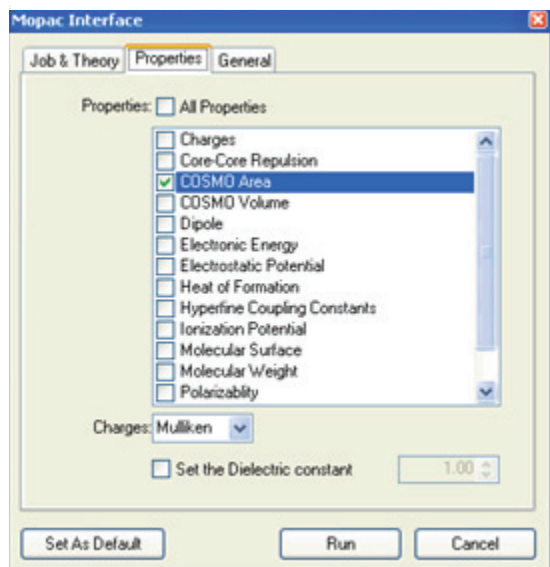 Mopac Interface
Job & Theory Properties General
Properties: All Properties
Charges
Core-Core Repulsion
COSMO Area
COSMO Volume
Dipole
Electronic Energy
Electrostatic Potential
Heat of Formation
Hyperfine Coupling Constants
Ionization Potential
Molecular Surface
Molecular Weight
Polarizablity
Charges: Mulliken
Set the Dielectric constant 1.00
Set As Default Run Cancel